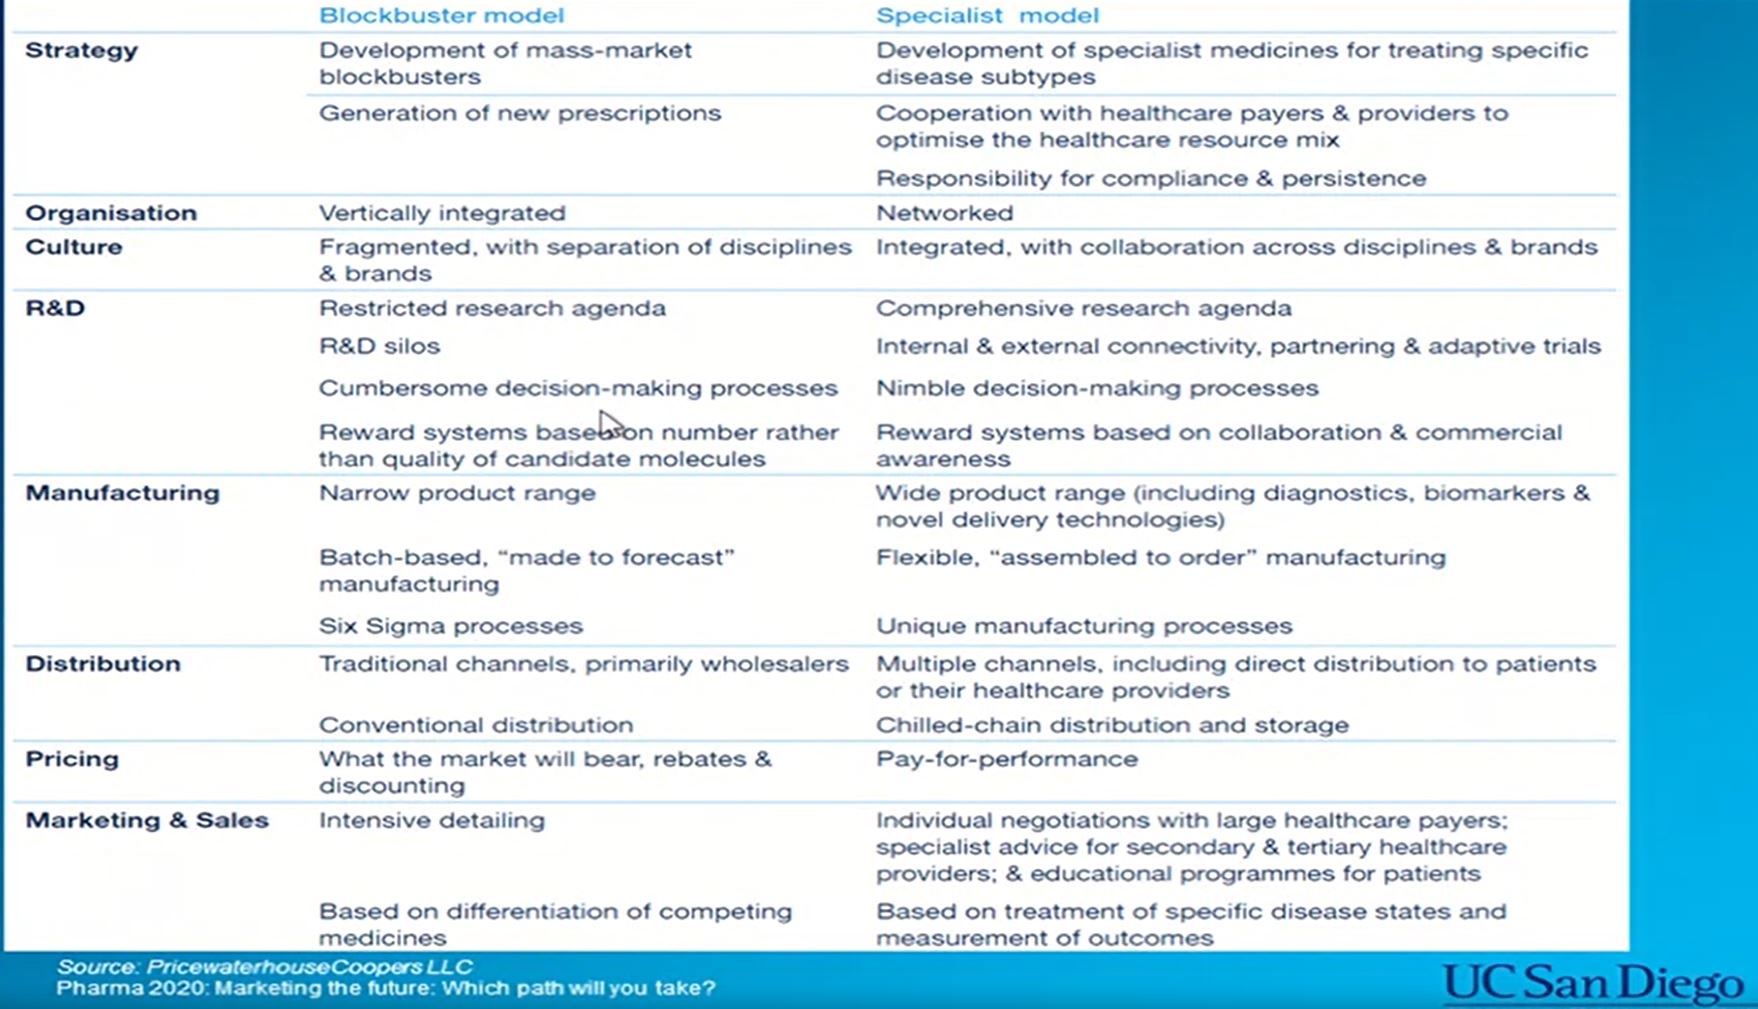 Blockbuster model
Specialist model
Strategy
Development of mass-market
blockbusters
Development of specialist medicines for treating specific
disease subtypes
Generation of new prescriptions
Cooperation with healthcare payers & providers to
optimise the healthcare resource mix
Responsibility for compliance & persistence
Organisation
Vertically integrated
Networked
Culture
Fragmented, with separation of disciplines
& brands
Integrated, with collaboration across disciplines & brands
R&D
Restricted research agenda
Comprehensive research agenda
R&D silos
Internal & external connectivity, partnering & adaptive trials
Cumbersome decision-making processes
Nimble decision-making processes
Reward systems based on number rather
than quality of candidate molecules
Reward systems based on collaboration & commercial
awareness
Manufacturing
Narrow product range
Wide product range (including diagnostics, biomarkers &
novel delivery technologies)
Batch-based, “made to forecast”
manufacturing
Flexible, “assembled to order” manufacturing
Six Sigma processes
Unique manufacturing processes
Distribution
Traditional channels, primarily wholesalers
Multiple channels, including direct distribution to patients
or their healthcare providers
Conventional distribution
Chilled-chain distribution and storage
Pricing
What the market will bear, rebates &
discounting
Pay-for-performance
Marketing & Sales
Intensive detailing
Individual negotiations with large healthcare payers;
specialist advice for secondary & tertiary healthcare
providers; & educational programmes for patients
Based on differentiation of competing
medicines
Based on treatment of specific disease states and
measurement of outcomes
Source: PricewaterhouseCoopers LLC
Pharma 2020: Marketing the future: Which path will you take?
UC San Diego